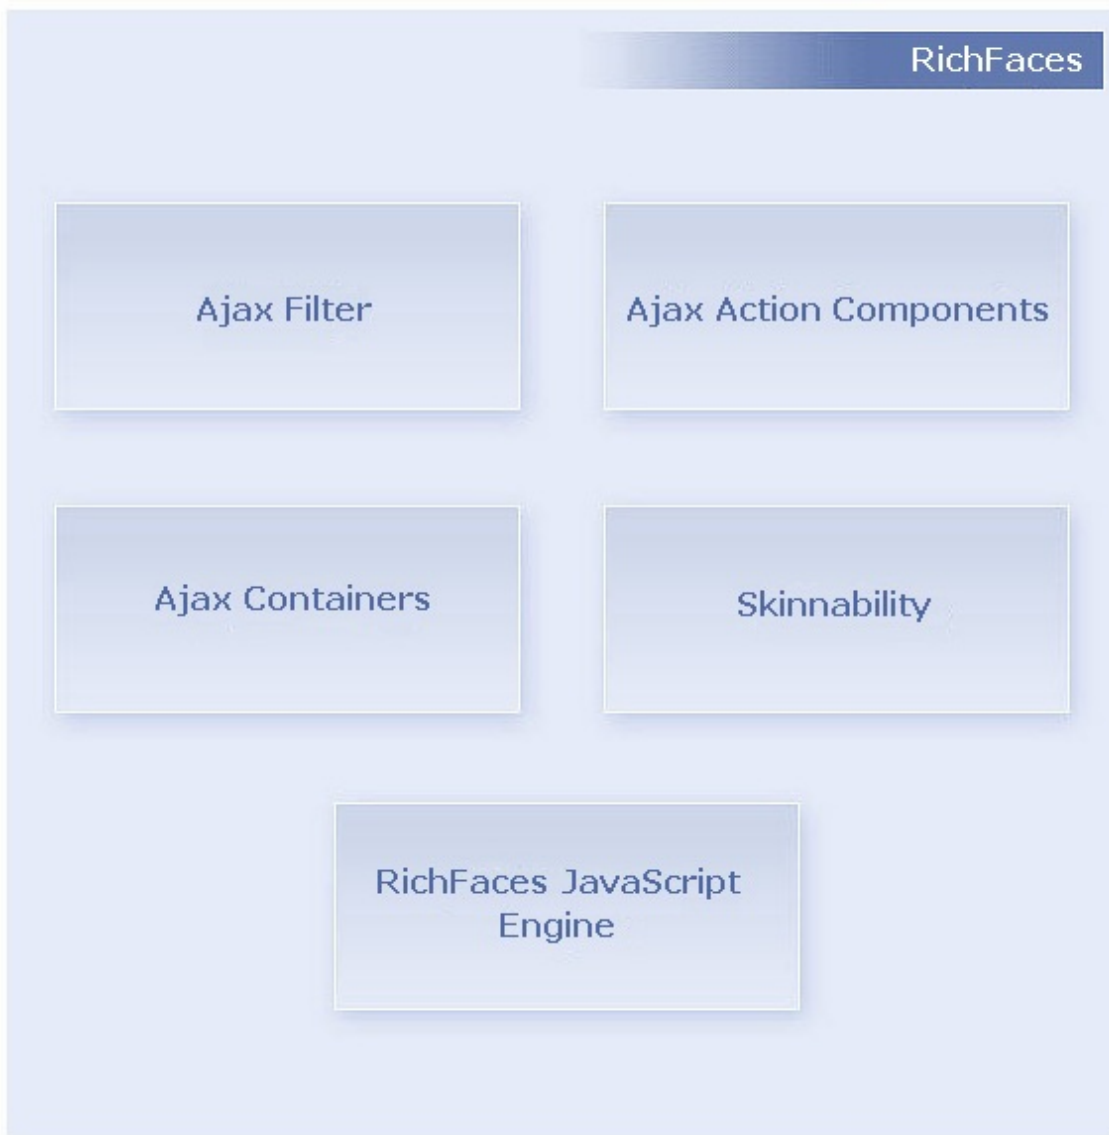 RichFaces
Ajax Filter
Ajax Action Components
Ajax Containers
Skinnability
RichFaces JavaScript
Engine